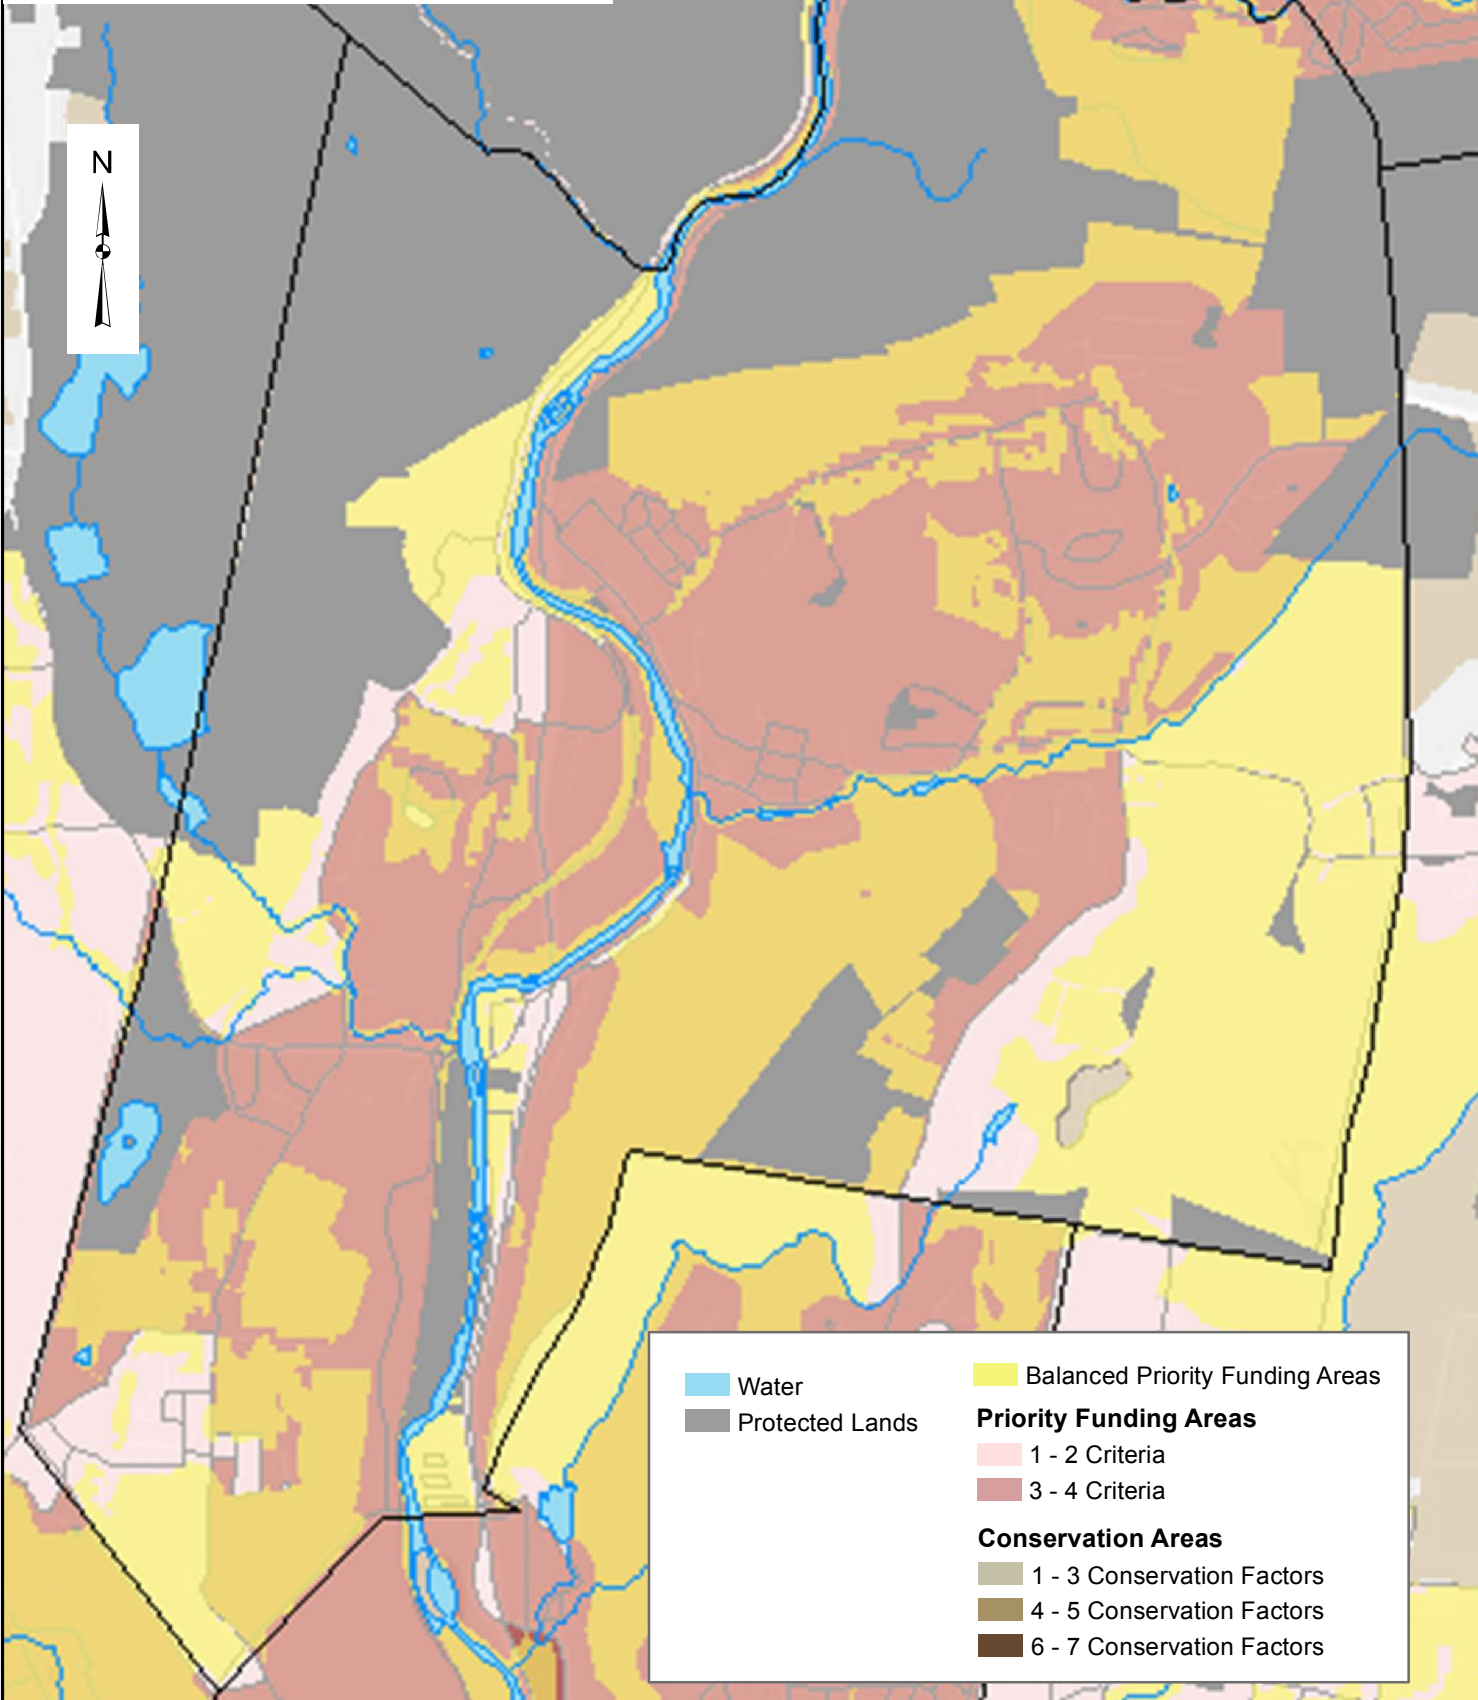 N
Water
Protected Lands
Balanced Priority Funding Areas
Priority Funding Areas
1 - 2 Criteria
3 - 4 Criteria
Conservation Areas
1 - 3 Conservation Factors
4 - 5 Conservation Factors
6 - 7 Conservation Factors